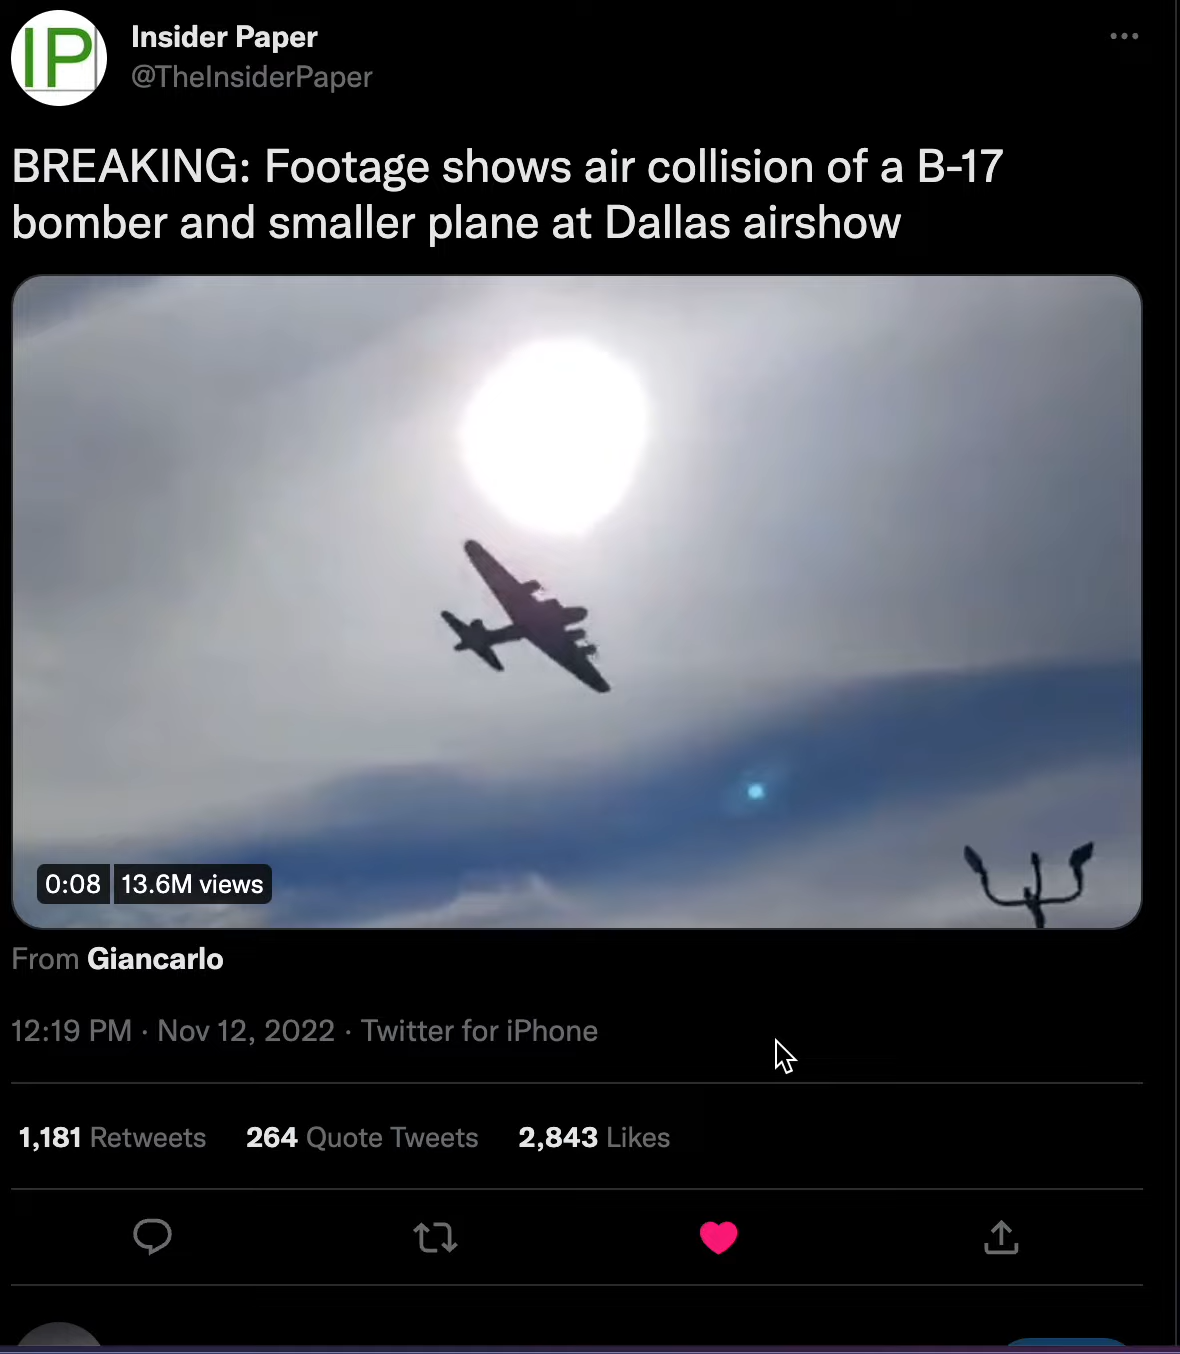 IP
Insider Paper
@TheInsiderPaper
BREAKING: Footage shows air collision of a B-17
bomber and smaller plane at Dallas airshow
0:08 13.6M views
From Giancarlo
12:19 PM · Nov 12, 2022 · Twitter for iPhone
1,181 Retweets 264 Quote Tweets 2,843 Likes